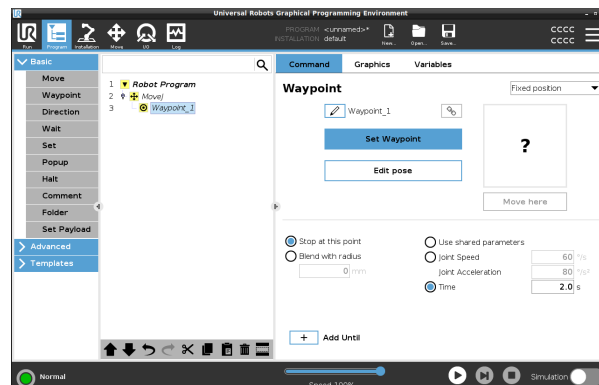 Universal Robots Graphical Programming Environment
UR
Run
Program
Installation
Move
I/O
Log
PROGRAM <unnamed>*
INSTALLATION default
New...
Open...
Save...
CCCC
CCCC
Basic
Move
Waypoint
Direction
Wait
Set
Popup
Halt
Comment
Folder
Set Payload
Advanced
Templates
1 Robot Program
2 MoveJ
3 Waypoint_1
Command Graphics Variables
Waypoint
Fixed position
Waypoint_1
Set Waypoint
Edit pose
?
Move here
Stop at this point
Blend with radius
0 mm
Use shared parameters
Joint Speed 60 °/s
Joint Acceleration 80 °/s²
Time 2.0 s
+ Add Until
Normal
Speed 100%
Simulation